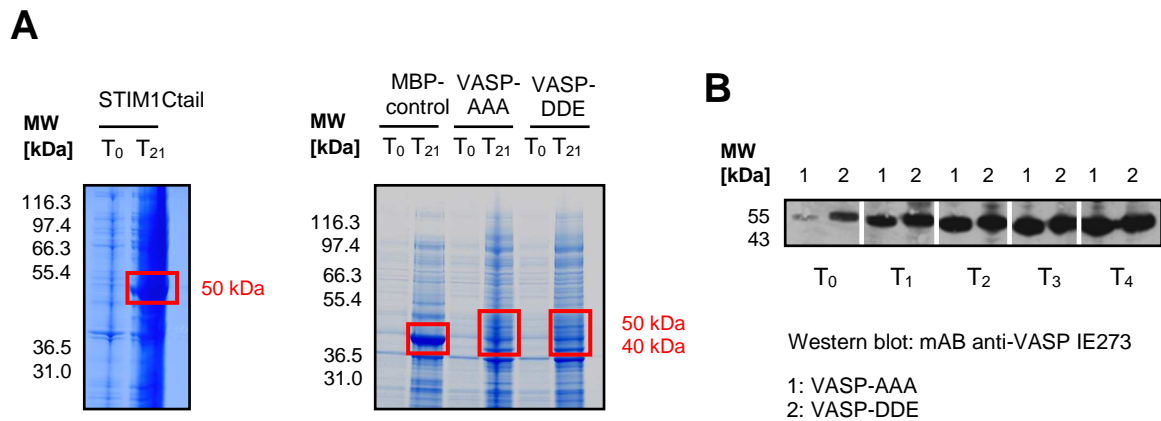 A
STIM1Ctail
MW
[kDa]
T0 T21
116.3
97.4
66.3
55.4
36.5
31.0
50 kDa
MBP-
control
VASP-
AAA
VASP-
DDE
MW
[kDa]
T0 T21 T0 T21 T0 T21
116.3
97.4
66.3
55.4
36.5
31.0
50 kDa
40 kDa
B
MW
[kDa]
1 2 1 2 1 2 1 2 1 2
55
43
T0 T1 T2 T3 T4
Western blot: mAB anti-VASP IE273
1: VASP-AAA
2: VASP-DDE